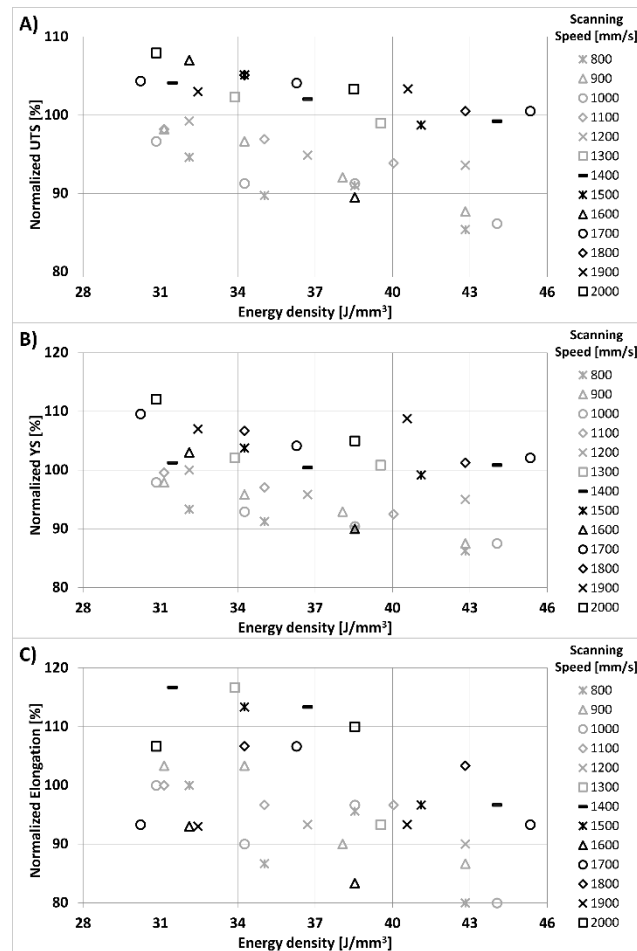 A)
Scanning
Speed [mm/s]
Normalized UTS [%]
110
100
90
80
28 31 34 37 40 43 46
Energy density [J/mm³]
800
900
1000
1100
1200
1300
1400
1500
1600
1700
1800
1900
2000
B)
Scanning
Speed [mm/s]
Normalized YS [%]
120
110
100
90
80
28 31 34 37 40 43 46
Energy density [J/mm³]
800
900
1000
1100
1200
1300
1400
1500
1600
1700
1800
1900
2000
C)
Scanning
Speed [mm/s]
Normalized Elongation [%]
120
110
100
90
80
28 31 34 37 40 43 46
Energy density [J/mm³]
800
900
1000
1100
1200
1300
1400
1500
1600
1700
1800
1900
2000